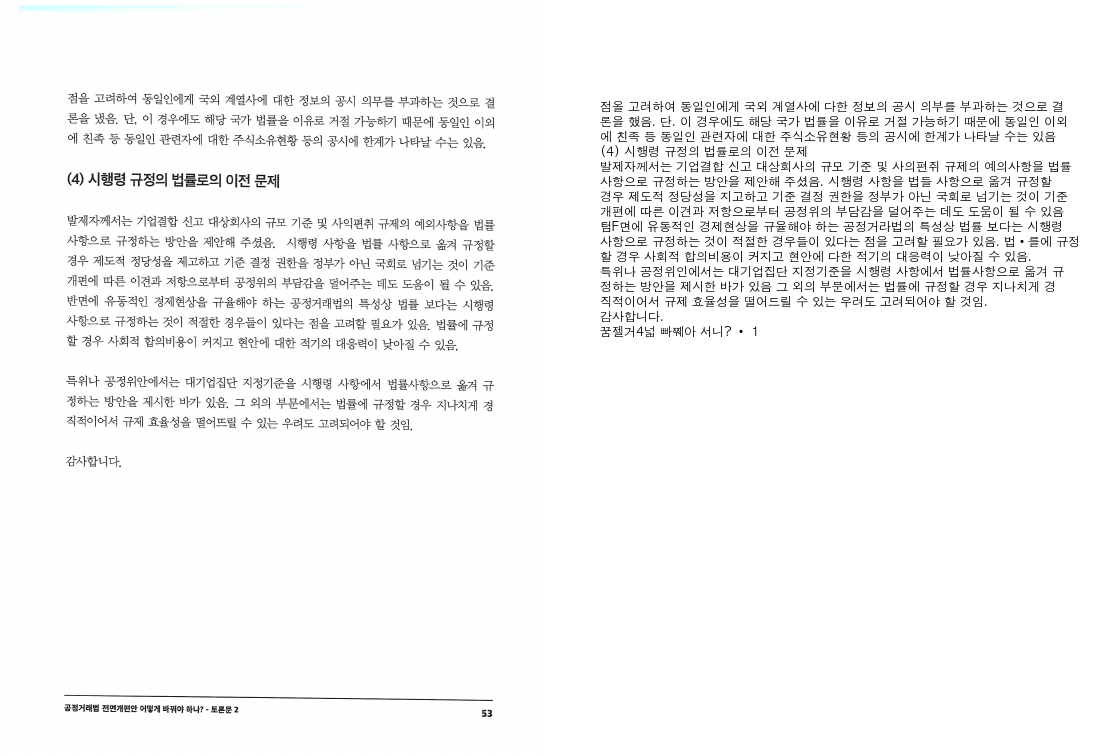 점을 고려하여 동일인에게 국외 계열사에 대한 정보의 공시 의무를 부과하는 것으로 결
론을 냈음. 단, 이 경우에도 해당 국가 법률을 이유로 거절 가능하기 때문에 동일인 이외
에 친족 등 동일인 관련자에 대한 주식소유현황 등의 공시에 한계가 나타날 수는 있음.
(4) 시행령 규정의 법률로의 이전 문제
발제자께서는 기업결합 신고 대상회사의 규모 기준 및 사익편취 규제의 예외사항을 법률
사항으로 규정하는 방안을 제안해 주셨음. 시행령 사항을 법률 사항으로 옮겨 규정할
경우 제도적 정당성을 제고하고 기준 결정 권한을 정부가 아닌 국회로 넘기는 것이 기준
개편에 따른 이견과 저항으로부터 공정위의 부담감을 덜어주는 데도 도움이 될 수 있음.
반면에 유동적인 경제현상을 규율해야 하는 공정거래법의 특성상 법률 보다는 시행령
사항으로 규정하는 것이 적절한 경우들이 있다는 점을 고려할 필요가 있음. 법률에 규정
할 경우 사회적 합의비용이 커지고 현안에 대한 적기의 대응력이 낮아질 수 있음.
특위나 공정위안에서는 대기업집단 지정기준을 시행령 사항에서 법률사항으로 옮겨 규
정하는 방안을 제시한 바가 있음. 그 외의 부문에서는 법률에 규정할 경우 지나치게 경
직적이어서 규제 효율성을 떨어뜨릴 수 있는 우려도 고려되어야 할 것임.
감사합니다.
공정거래법 전면개편안 어떻게 바꿔야 하나? - 토론문 2
53
점올 고려하여 동일인에게 국외 계열사에 다한 정보의 공시 의부를 부과하는 것으로 결
론을 했음. 단. 이 경우에도 해당 국가 법률을 이유로 거절 가능하기 때문에 동일인 이외
에 친족 등 동일인 관련자에 대한 주식소유현황 등의 공시에 한계가 나타날 수는 있음
(4) 시행령 규정의 법률로의 이전 문제
발제자께서는 기업결합 신고 대상회사의 규모 기준 및 사의편취 규제의 예의사항을 법률
사항으로 규정하는 방안을 제안해 주셨음. 시행령 사항을 법들 사항으로 옮겨 규정할
경우 제도적 정당성을 지고하고 기준 결정 권한을 정부가 아닌 국회로 넘기는 것이 기준
개편에 따른 이견과 저항으로부터 공정위의 부담감을 덜어주는 데도 도움이 될 수 있음
텀F면에 유동적인 경제현상을 규율해야 하는 공정거라법의 특성상 법률 보다는 시행령
사항으로 규정하는 것이 적절한 경우들이 있다는 점을 고려할 필요가 있음. 법 • 를에 규정
할 경우 사회적 합의비용이 커지고 현안에 다한 적기의 대응력이 낮아질 수 있음.
특위나 공정위인에서는 대기업집단 지정기준을 시행령 사항에서 법률사항으로 옮겨 규
정하는 방안을 제시한 바가 있음 그 외의 부문에서는 법률에 규정할 경우 지나치게 경
직적이어서 규제 효율성을 떨어드릴 수 있는 우려도 고려되어야 할 것임.
감사합니다.
꿈젤거4넓 빠꿰아 서니? • 1